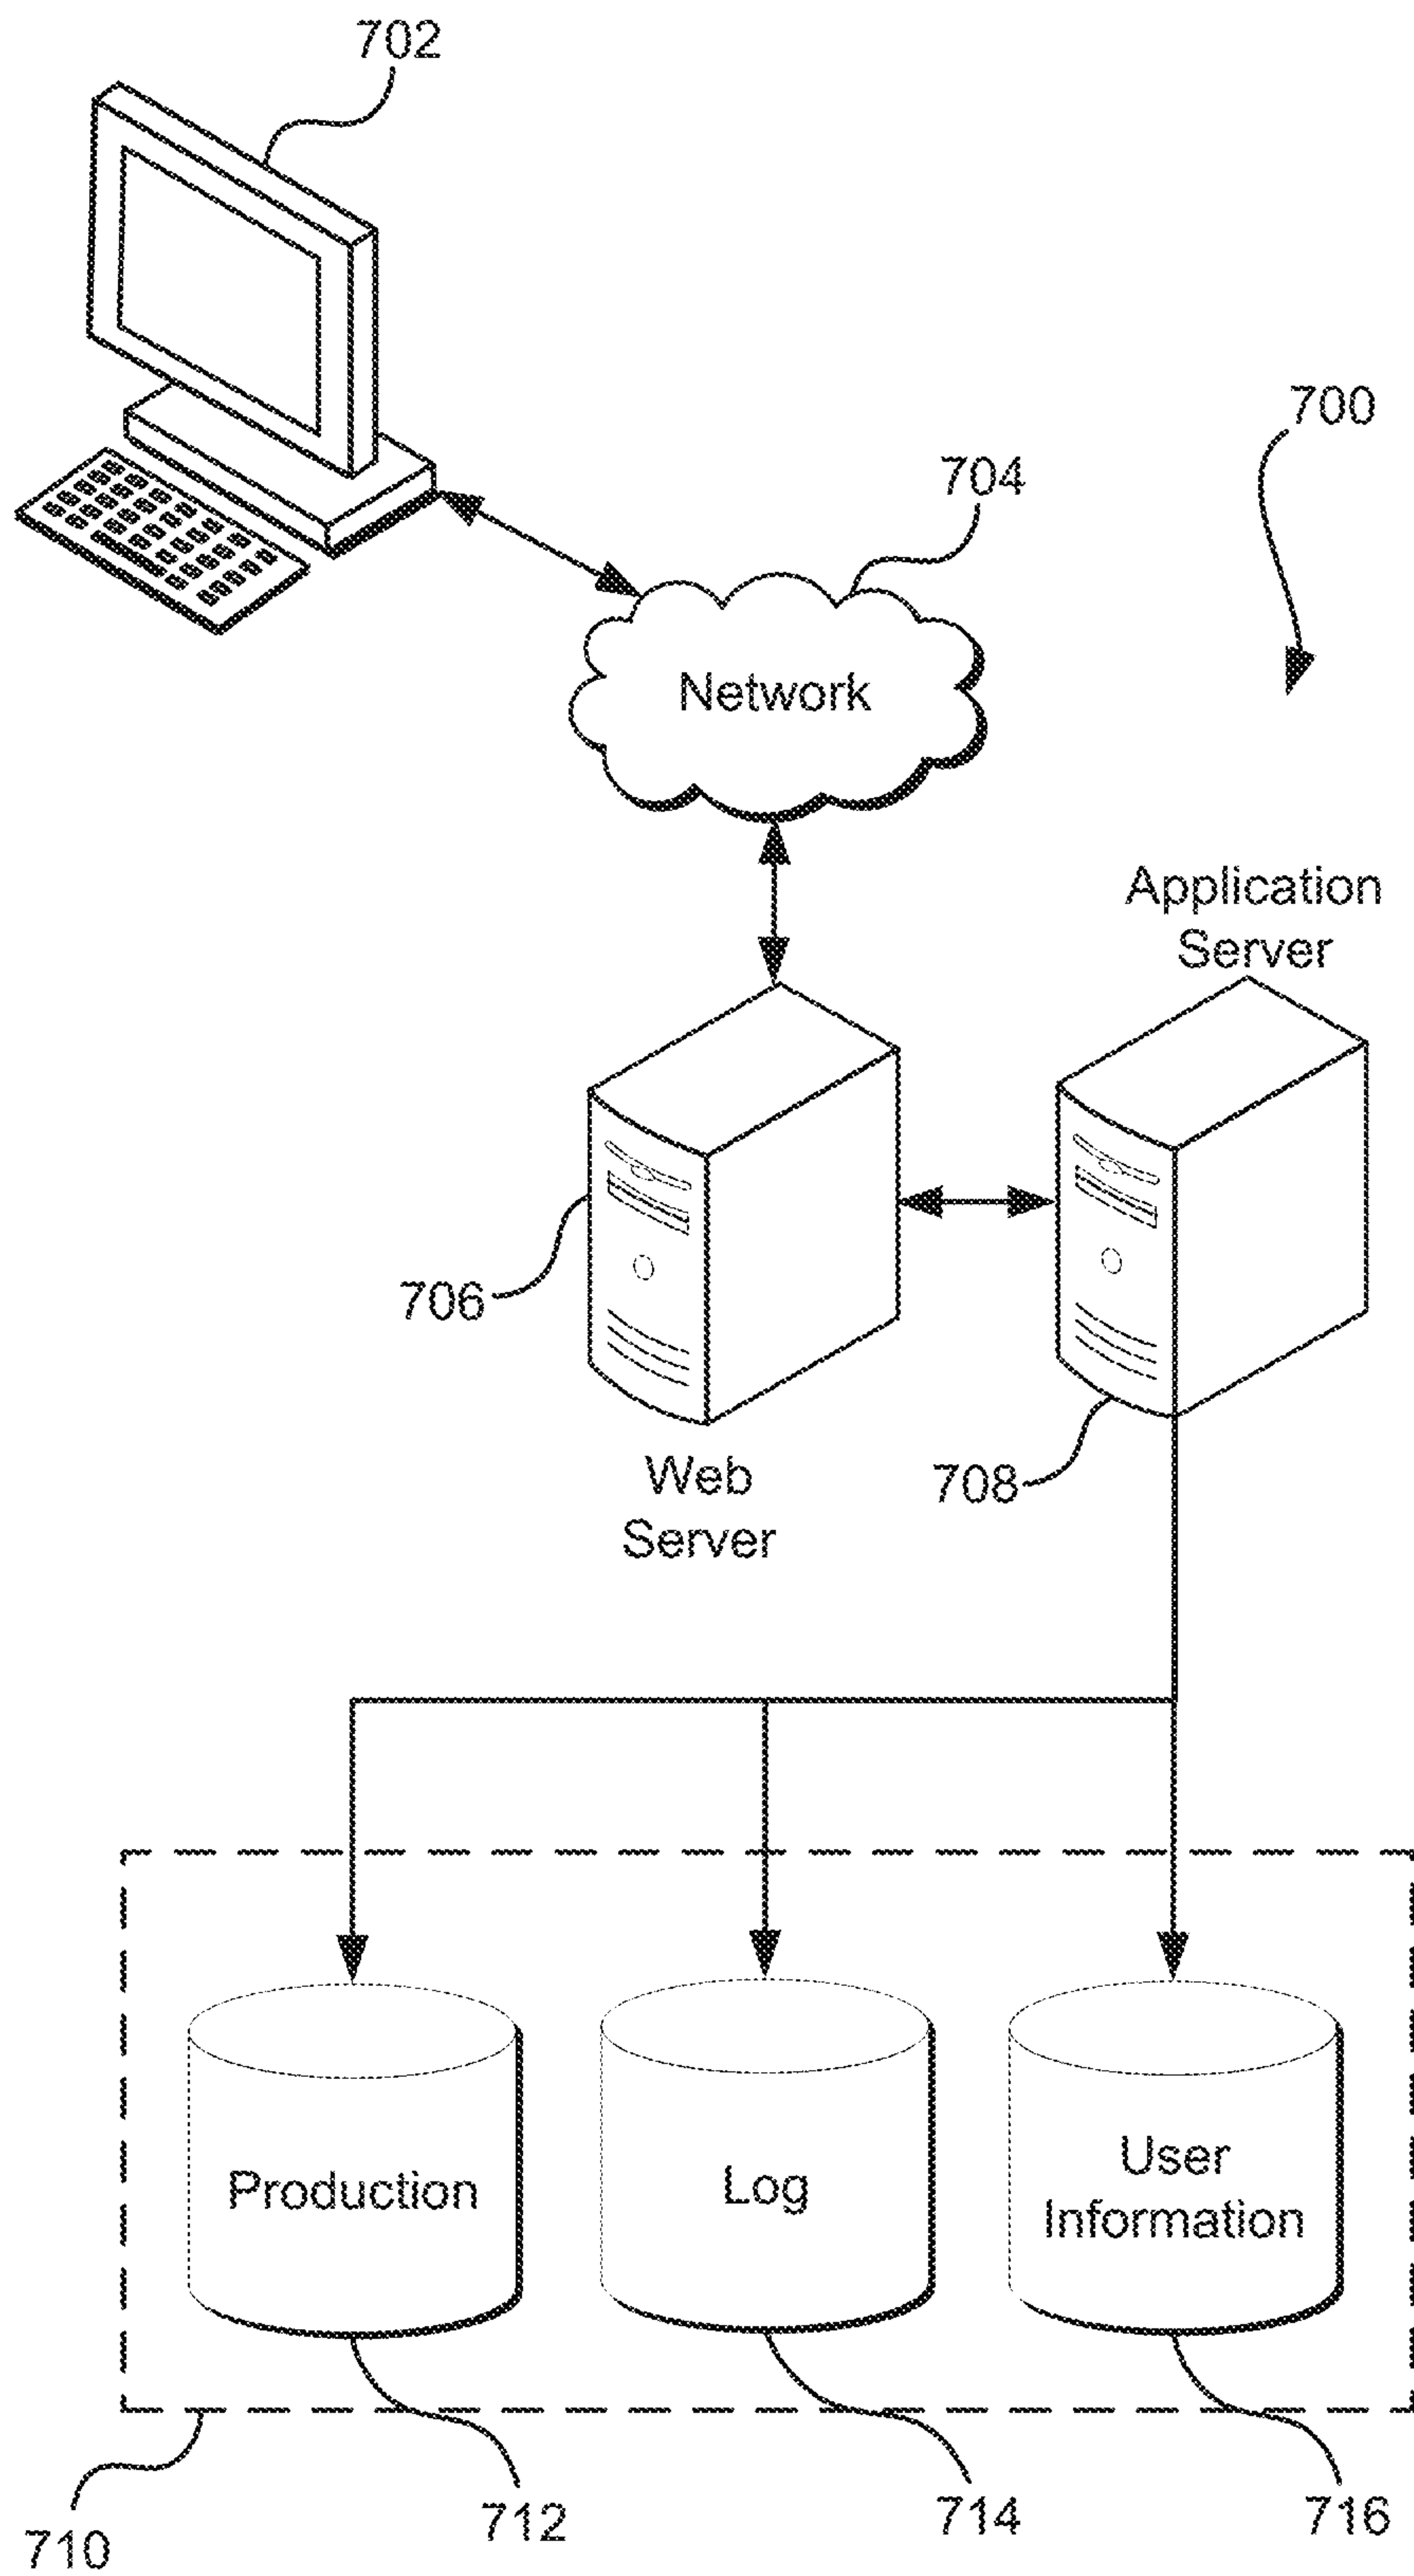 702
700
704
Network
Application
Server
706
708
Web
Server
Production
Log
User
Information
710
712
714
716